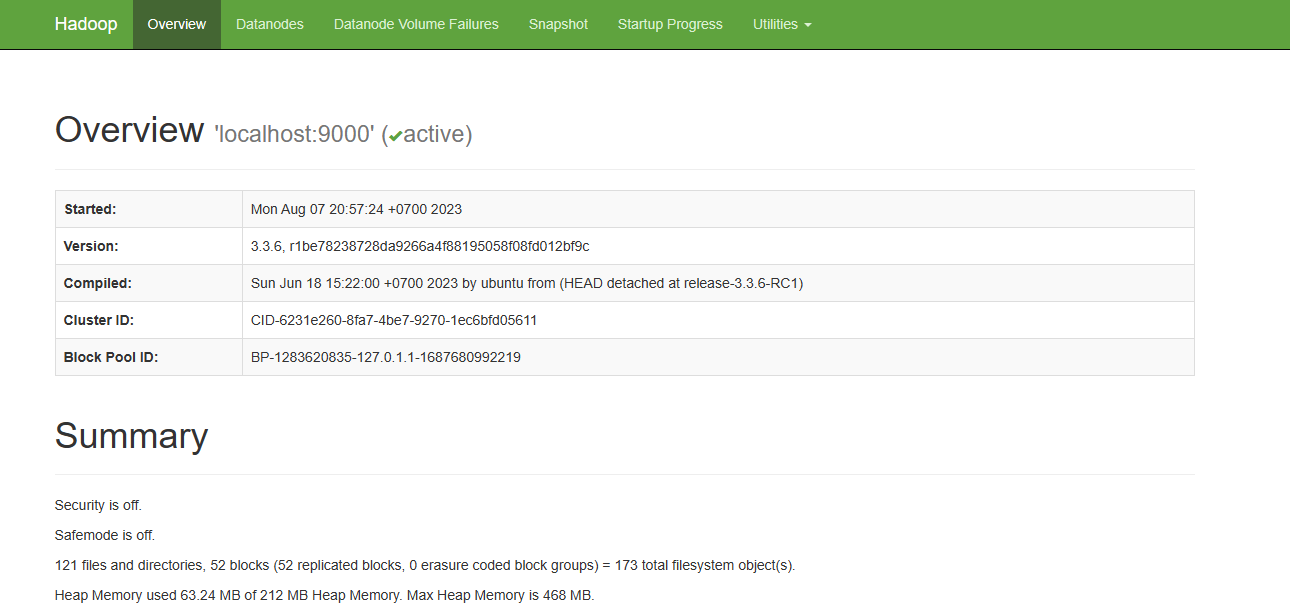 Hadoop Overview Datanodes Datanode Volume Failures Snapshot Startup Progress Utilities
Overview 'localhost:9000' (✔active)
Started: Mon Aug 07 20:57:24 +0700 2023
Version: 3.3.6, r1be78238728da9266a4f88195058f08fd012bf9c
Compiled: Sun Jun 18 15:22:00 +0700 2023 by ubuntu from (HEAD detached at release-3.3.6-RC1)
Cluster ID: CID-6231e260-8fa7-4be7-9270-1ec6bfd05611
Block Pool ID: BP-1283620835-127.0.1.1-1687680992219
Summary
Security is off.
Safemode is off.
121 files and directories, 52 blocks (52 replicated blocks, 0 erasure coded block groups) = 173 total filesystem object(s).
Heap Memory used 63.24 MB of 212 MB Heap Memory. Max Heap Memory is 468 MB.